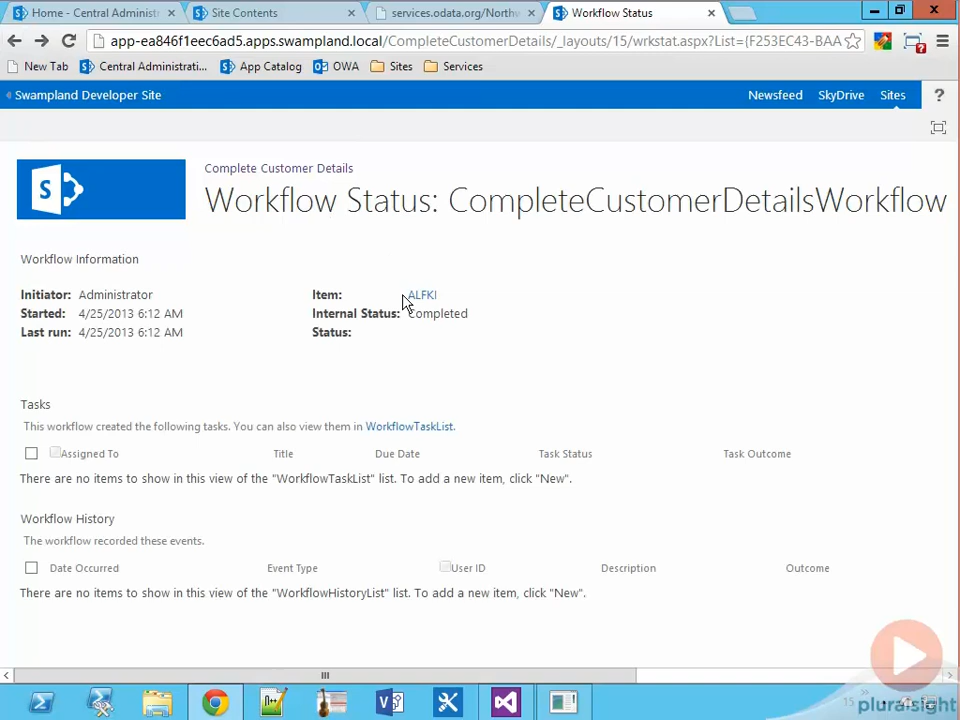 Home - Central Administ
Site Contents
services.odata.org/Northw
Workflow Status
app-ea846f1eec6ad5.apps.swampland.local/CompleteCustomerDetails/_layouts/15/wrkstat.aspx?List={F253EC43-BAA
New Tab
Central Administrati...
App Catalog
OWA
Sites
Services
Swampland Developer Site
Newsfeed
SkyDrive
Sites
?
Complete Customer Details
Workflow Status: CompleteCustomerDetailsWorkflow
Workflow Information
Initiator: Administrator
Item: ALFKI
Started: 4/25/2013 6:12 AM
Internal Status: Completed
Last run: 4/25/2013 6:12 AM
Status:
Tasks
This workflow created the following tasks. You can also view them in WorkflowTaskList.
Assigned To Title Due Date Task Status Task Outcome
There are no items to show in this view of the "WorkflowTaskList" list. To add a new item, click "New".
Workflow History
The workflow recorded these events.
Date Occurred Event Type User ID Description Outcome
There are no items to show in this view of the "WorkflowHistoryList" list. To add a new item, click "New".
15
pluralsight